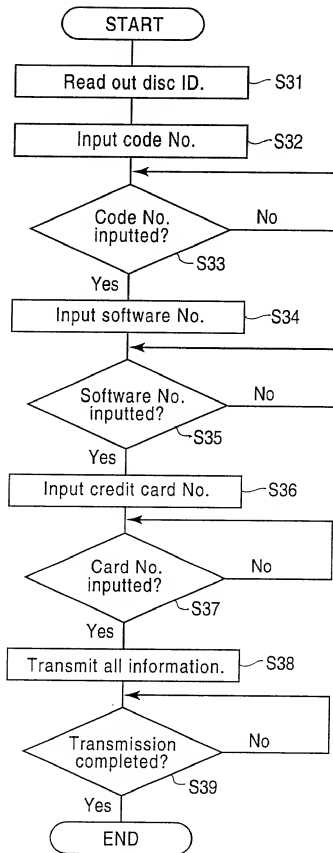 START
Read out disc ID.
S31
Input code No.
S32
Code No.
inputted?
No
S33
Yes
Input software No.
S34
Software No.
inputted?
No
S35
Yes
Input credit card No.
S36
Card No.
inputted?
No
S37
Yes
Transmit all information.
S38
Transmission
completed?
No
S39
Yes
END